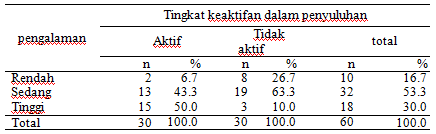 Tingkat keaktifan dalam penyuluhan
pengalaman Aktif Tidak aktif total
n % n % n %
Rendah 2 6.7 8 26.7 10 16.7
Sedang 13 43.3 19 63.3 32 53.3
Tinggi 15 50.0 3 10.0 18 30.0
Total 30 100.0 30 100.0 60 100.0